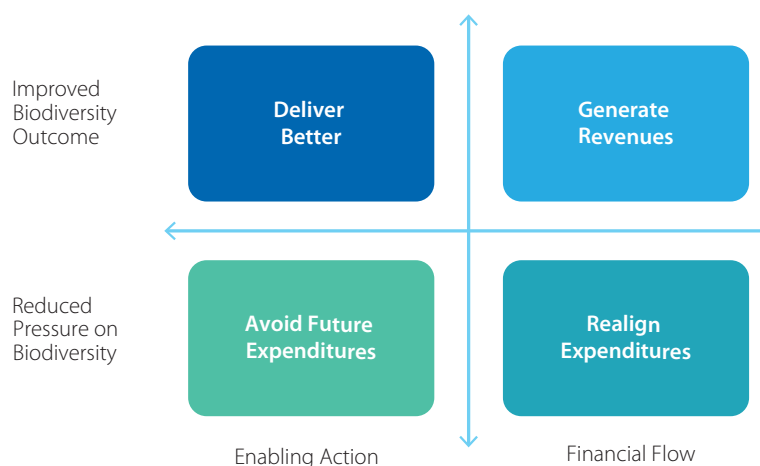 Improved
Biodiversity
Outcome
Deliver
Better
Generate
Revenues
Reduced
Pressure on
Biodiversity
Avoid Future
Expenditures
Realign
Expenditures
Enabling Action
Financial Flow